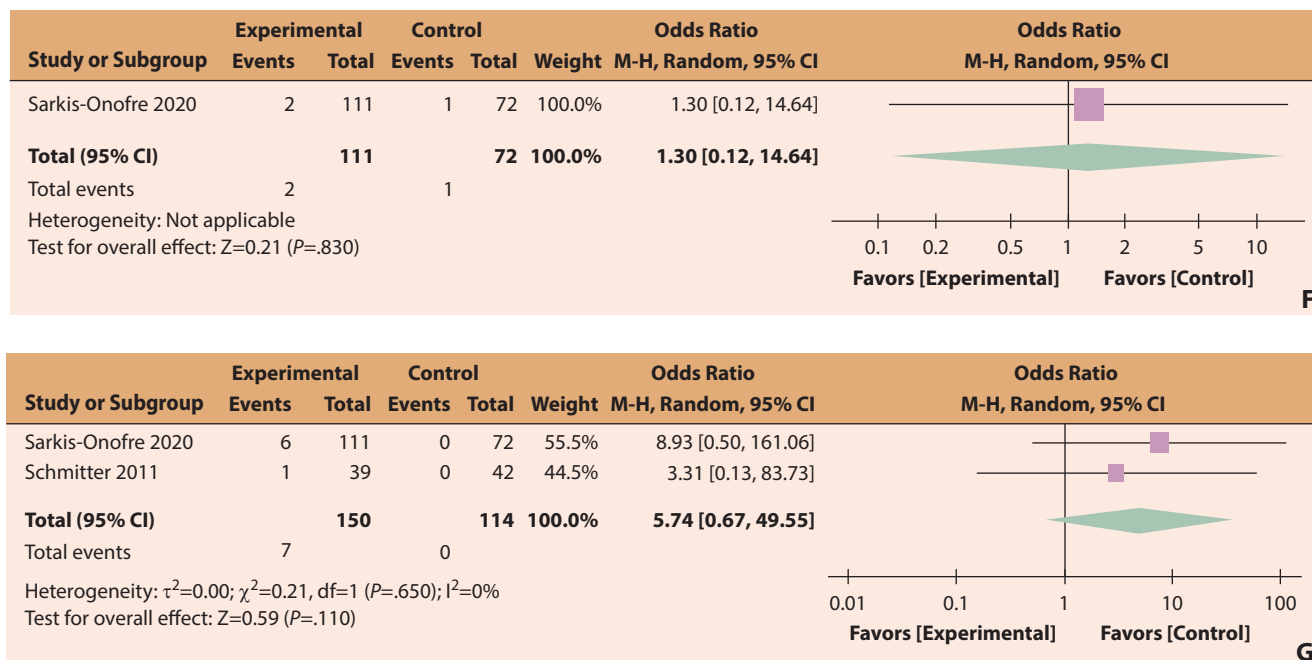 Experimental Control Odds Ratio Odds Ratio
Study or Subgroup Events Total Events Total Weight M-H, Random, 95% CI M-H, Random, 95% CI
Sarkis-Onofre 2020 2 111 1 72 100.0% 1.30 [0.12, 14.64]
Total (95% CI) 111 72 100.0% 1.30 [0.12, 14.64]
Total events 2 1
Heterogeneity: Not applicable
Test for overall effect: Z=0.21 (P=.830)
0.1 0.2 0.5 1 2 5 10
Favors [Experimental] Favors [Control]
F
Experimental Control Odds Ratio Odds Ratio
Study or Subgroup Events Total Events Total Weight M-H, Random, 95% CI M-H, Random, 95% CI
Sarkis-Onofre 2020 6 111 0 72 55.5% 8.93 [0.50, 161.06]
Schmitter 2011 1 39 0 42 44.5% 3.31 [0.13, 83.73]
Total (95% CI) 150 114 100.0% 5.74 [0.67, 49.55]
Total events 7 0
Heterogeneity: τ²=0.00; χ²=0.21, df=1 (P=.650); I²=0%
Test for overall effect: Z=0.59 (P=.110)
0.01 0.1 1 10 100
Favors [Experimental] Favors [Control]
G